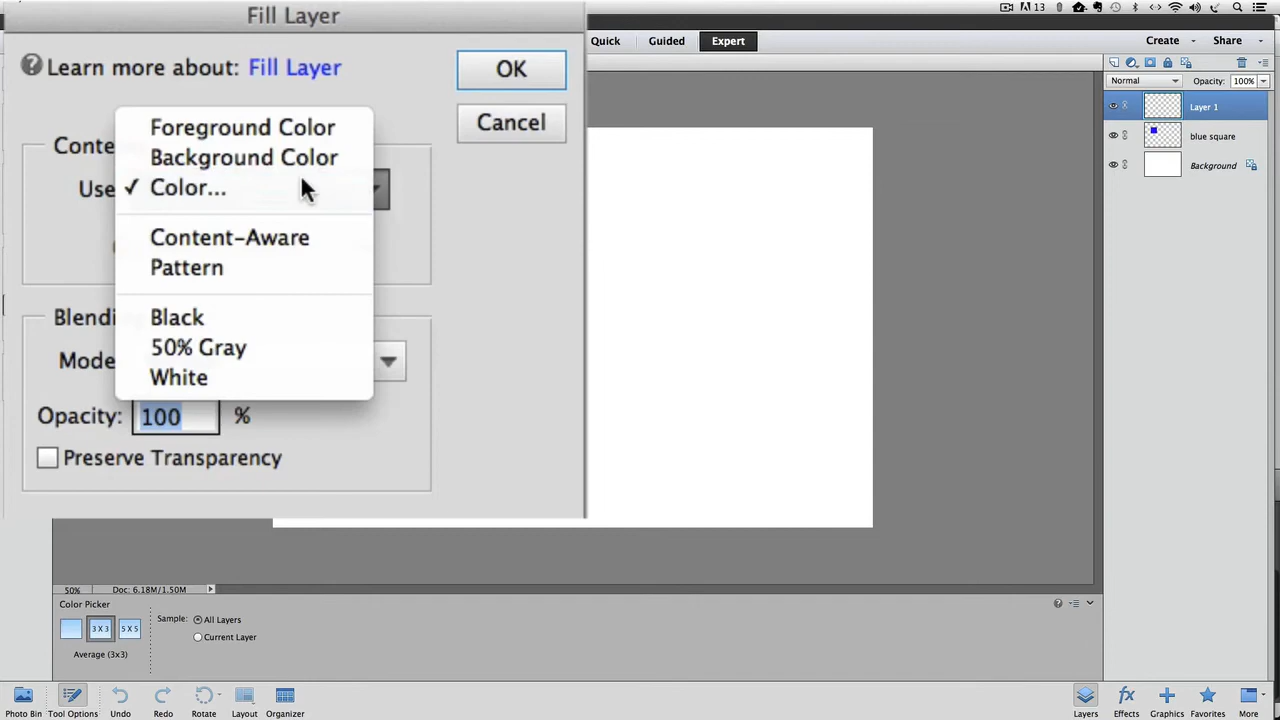 Fill Layer
Learn more about: Fill Layer
OK
Cancel
Foreground Color
Background Color
Conte
Use ✓ Color...
Content-Aware
Pattern
Black
Blendi
50% Gray
Mode
White
Opacity: 100 %
Preserve Transparency
13
Quick Guided Expert
Create Share
Normal Opacity: 100%
Layer 1
blue square
Background
50% Doc: 6.18M/1.50M
Color Picker
Sample: All Layers
Current Layer
3 X 3 5 X 5
Average (3x3)
Photo Bin Tool Options Undo Redo Rotate Layout Organizer
fx
Layers Effects Graphics Favorites More